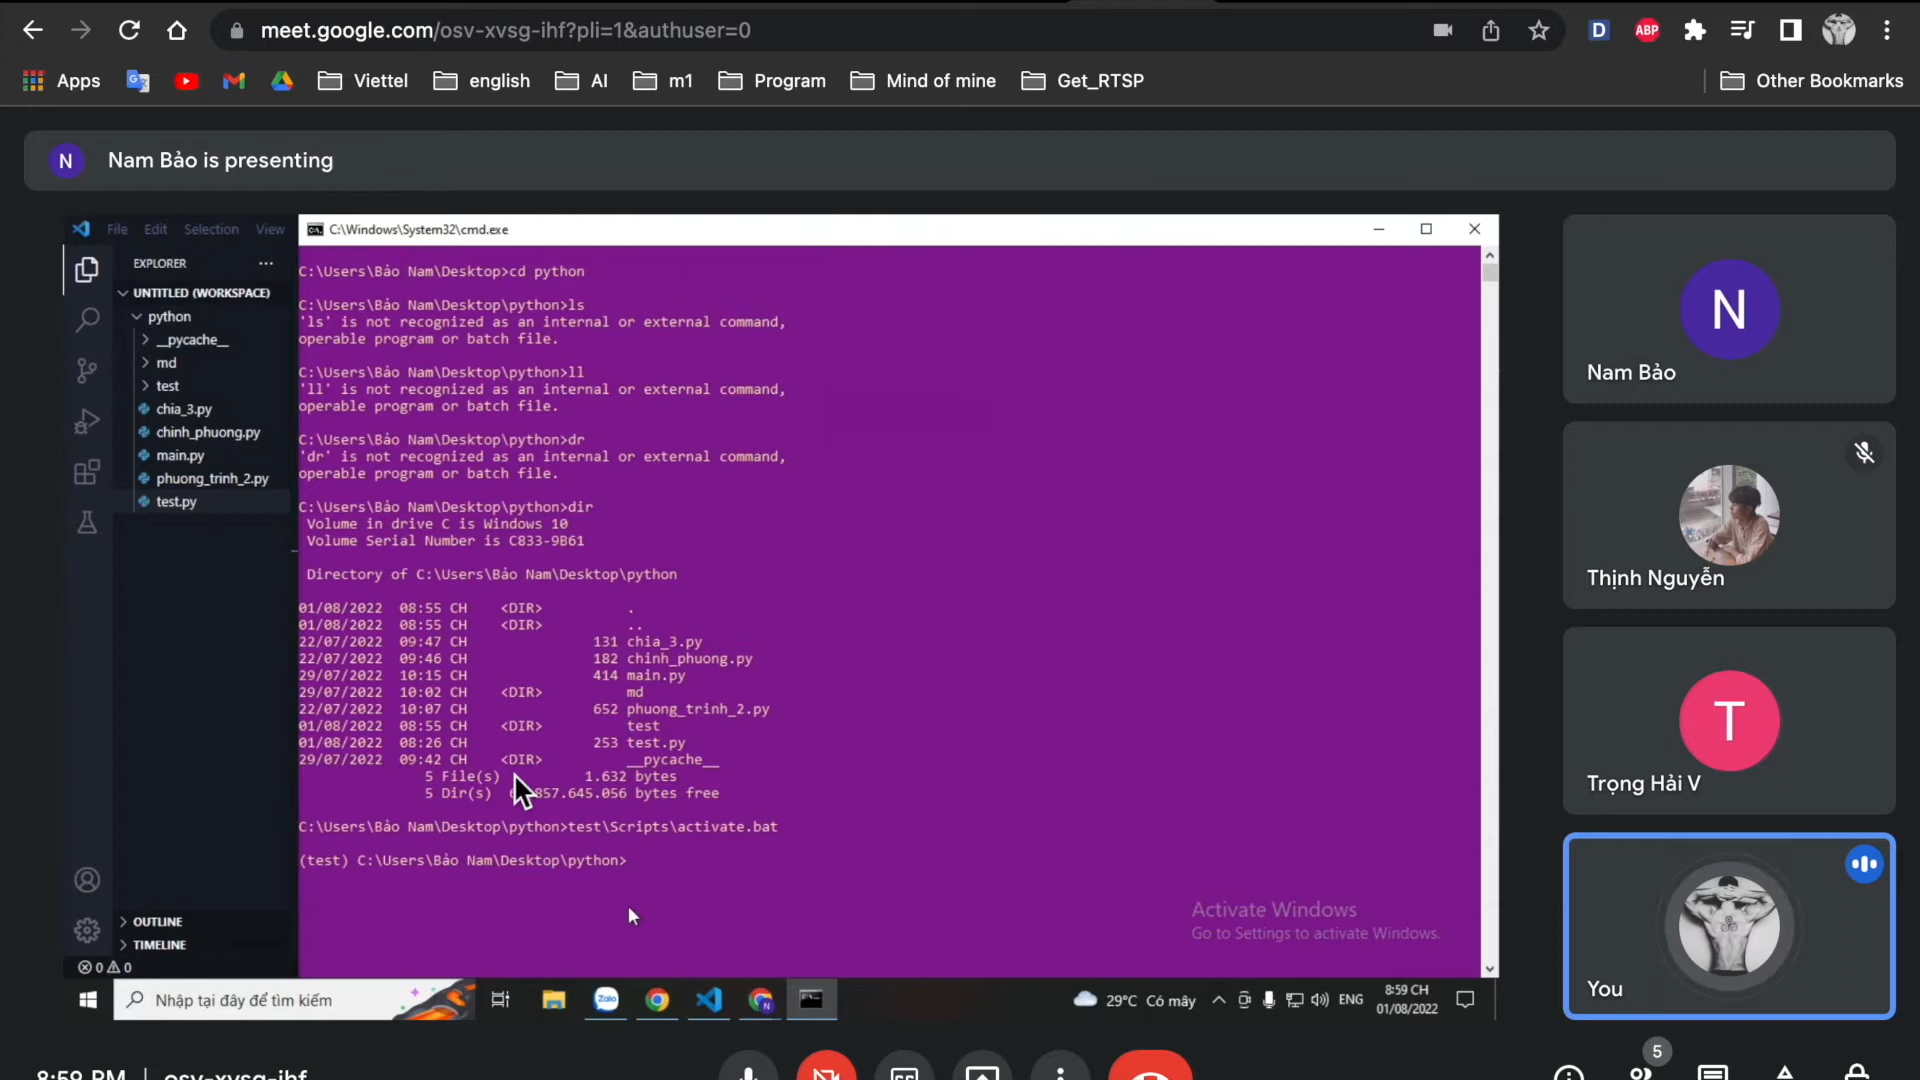 meet.google.com/osv-xvsg-ihf?pli=1&authuser=0
D
ABP
Apps
Viettel
english
AI
m1
Program
Mind of mine
Get_RTSP
Other Bookmarks
N
Nam Bảo is presenting
File Edit Selection View
EXPLORER
UNTITLED (WORKSPACE)
python
__pycache__
md
test
chia_3.py
chinh_phuong.py
main.py
phuong_trinh_2.py
test.py
OUTLINE
TIMELINE
0 0
C:\Windows\System32\cmd.exe
C:\Users\Bảo Nam\Desktop>cd python
C:\Users\Bảo Nam\Desktop\python>ls
'ls' is not recognized as an internal or external command,
operable program or batch file.
C:\Users\Bảo Nam\Desktop\python>ll
'll' is not recognized as an internal or external command,
operable program or batch file.
C:\Users\Bảo Nam\Desktop\python>dr
'dr' is not recognized as an internal or external command,
operable program or batch file.
C:\Users\Bảo Nam\Desktop\python>dir
Volume in drive C is Windows 10
Volume Serial Number is C833-9B61
Directory of C:\Users\Bảo Nam\Desktop\python
01/08/2022 08:55 CH <DIR> .
01/08/2022 08:55 CH <DIR> ..
22/07/2022 09:47 CH 131 chia_3.py
22/07/2022 09:46 CH 182 chinh_phuong.py
29/07/2022 10:15 CH 414 main.py
29/07/2022 10:02 CH <DIR> md
22/07/2022 10:07 CH 652 phuong_trinh_2.py
01/08/2022 08:55 CH <DIR> test
01/08/2022 08:26 CH 253 test.py
29/07/2022 09:42 CH <DIR> __pycache__
5 File(s) 1.632 bytes
5 Dir(s) 857.645.056 bytes free
C:\Users\Bảo Nam\Desktop\python>test\Scripts\activate.bat
(test) C:\Users\Bảo Nam\Desktop\python>
Activate Windows
Go to Settings to activate Windows.
Nhập tại đây để tìm kiếm
Zalo
29°C Có mây
ENG
8:59 CH
01/08/2022
N
Nam Bảo
Thịnh Nguyễn
T
Trọng Hải V
You
8:59 PM | osv-xvsg-ihf
5